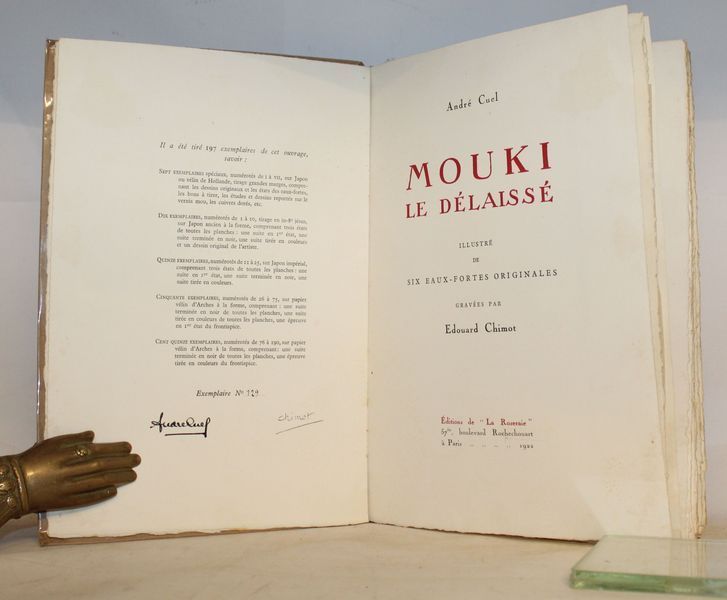 Il a été tiré 197 exemplaires de cet ouvrage,
savoir :
SEPT EXEMPLAIRES spéciaux, numérotés de I à VII, sur Japon
ou vélin de Hollande, tirage grandes marges, compre-
nant les dessins originaux et les états des eaux-fortes,
les bons à tirer, les études et dessins reportés sur le
vernis mou, les cuivres dorés, etc.
DIX EXEMPLAIRES, numérotés de 1 à 10, tirage en in-8º jésus,
sur Japon ancien à la forme, comprenant trois états
de toutes les planches : une suite en 1er état, une
suite terminée en noir, une suite tirée en couleurs
et un dessin original de l'artiste.
QUINZE EXEMPLAIRES, numérotés de 11 à 25, sur Japon impérial,
comprenant trois états de toutes les planches : une
suite en 1er état, une suite terminée en noir, une
suite tirée en couleurs.
CINQUANTE EXEMPLAIRES, numérotés de 26 à 75, sur papier
vélin d'Arches à la forme, comprenant : une suite
terminée en noir de toutes les planches, une suite
tirée en couleurs de toutes les planches, une épreuve
en 1er état du frontispice.
CENT QUINZE EXEMPLAIRES, numérotés de 76 à 190, sur papier
vélin d'Arches à la forme, comprenant : une suite
terminée en noir de toutes les planches, une épreuve
tirée en couleurs du frontispice.
Exemplaire Nº 129
André Cuel
Chimot
André Cuel
MOUKI
LE DÉLAISSÉ
ILLUSTRÉ
DE
SIX EAUX-FORTES ORIGINALES
GRAVÉES PAR
Edouard Chimot
Éditions de "La Roseraie"
57bis, boulevard Rochechouart
à Paris .. .. .. .. 1922